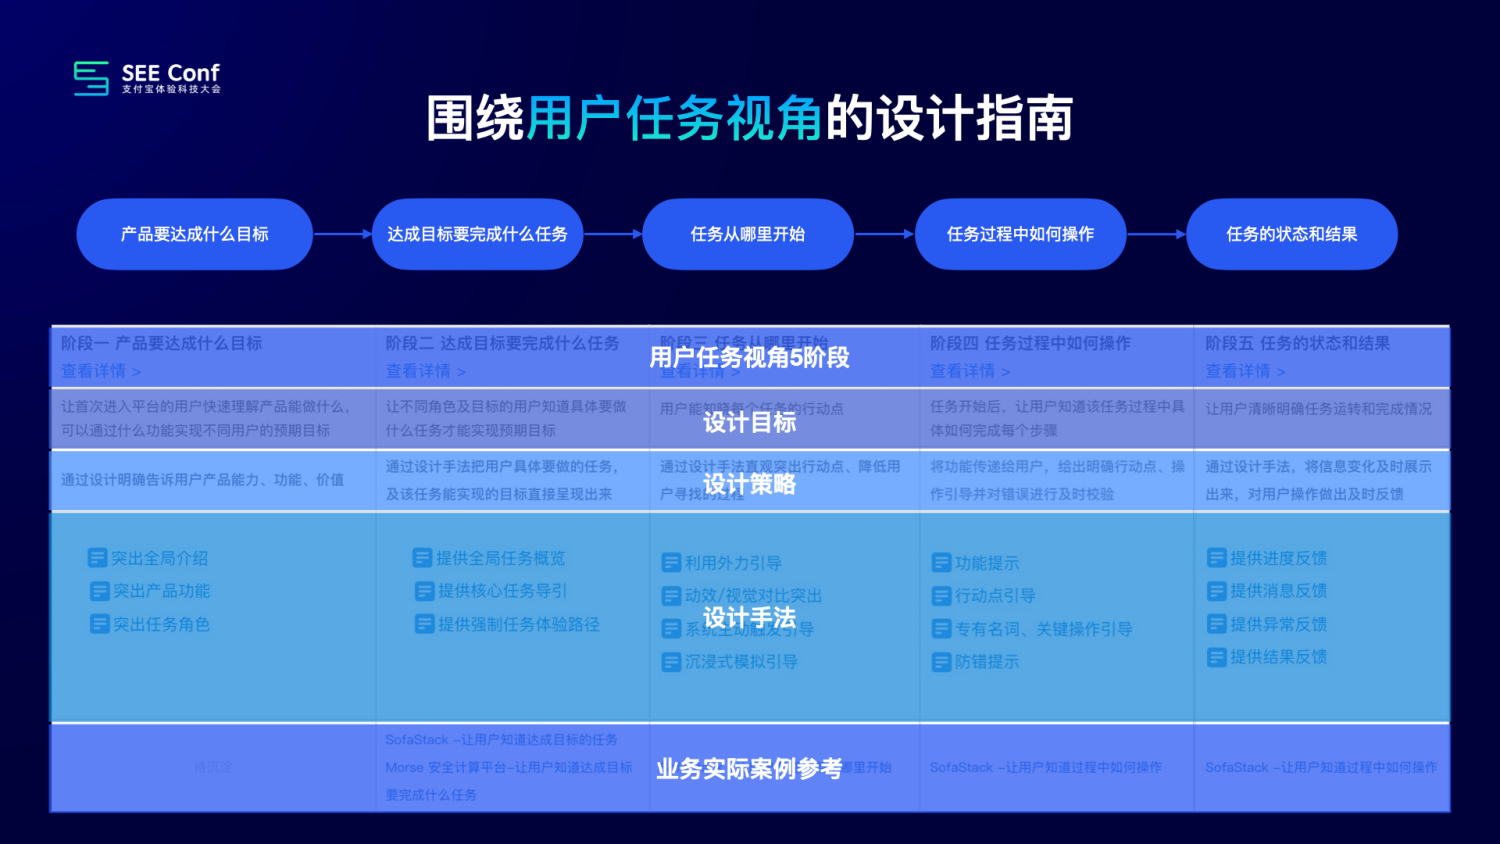 SEE Conf
支付宝体验科技大会
围绕用户任务视角的设计指南
产品要达成什么目标
达成目标要完成什么任务
任务从哪里开始
任务过程中如何操作
任务的状态和结果
用户任务视角5阶段
阶段一 产品要达成什么目标
查看详情 >
阶段二 达成目标要完成什么任务
查看详情 >
阶段三 任务从哪里开始
查看详情 >
阶段四 任务过程中如何操作
查看详情 >
阶段五 任务的状态和结果
查看详情 >
设计目标
让首次进入平台的用户快速理解产品能做什么，
可以通过什么功能实现不同用户的预期目标
让不同角色及目标的用户知道具体要做
什么任务才能实现预期目标
用户能知晓每个任务的行动点
任务开始后，让用户知道该任务过程中具
体如何完成每个步骤
让用户清晰明确任务运转和完成情况
设计策略
通过设计明确告诉用户产品能力、功能、价值
通过设计手法把用户具体要做的任务，
及该任务能实现的目标直接呈现出来
通过设计手法直观突出行动点、降低用
户寻找的过程
将功能传递给用户，给出明确行动点、操
作引导并对错误进行及时校验
通过设计手法，将信息变化及时展示
出来，对用户操作做出及时反馈
设计手法
突出全局介绍
突出产品功能
突出任务角色
提供全局任务概览
提供核心任务导引
提供强制任务体验路径
利用外力引导
动效/视觉对比突出
系统主动触发引导
沉浸式模拟引导
功能提示
行动点引导
专有名词、关键操作引导
防错提示
提供进度反馈
提供消息反馈
提供异常反馈
提供结果反馈
业务实际案例参考
待沉淀
SofaStack –让用户知道达成目标的任务
Morse 安全计算平台–让用户知道达成目标
要完成什么任务
哪里开始
SofaStack –让用户知道过程中如何操作
SofaStack –让用户知道过程中如何操作